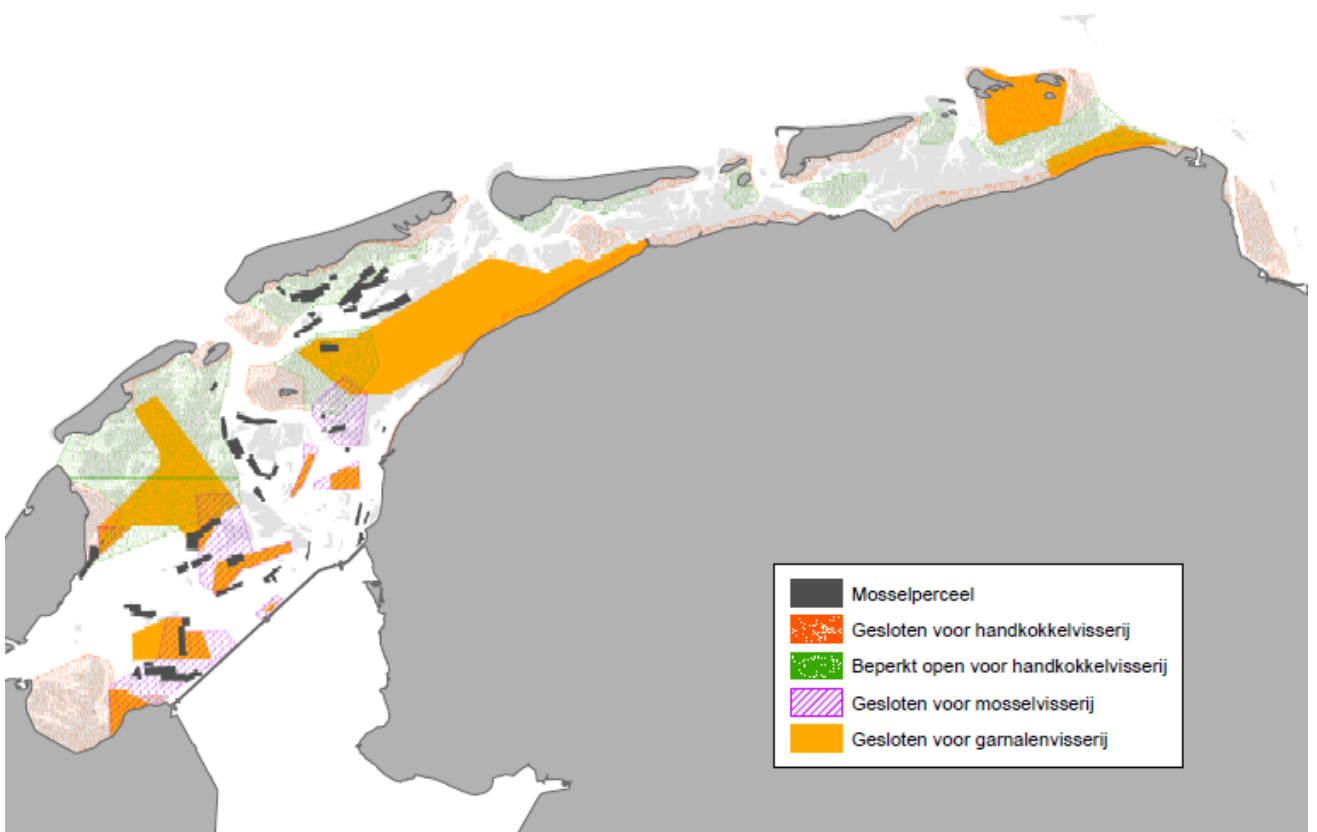 Mosselperceel
Gesloten voor handkokkelvisserij
Beperkt open voor handkokkelvisserij
Gesloten voor mosselvisserij
Gesloten voor garnalenvisserij